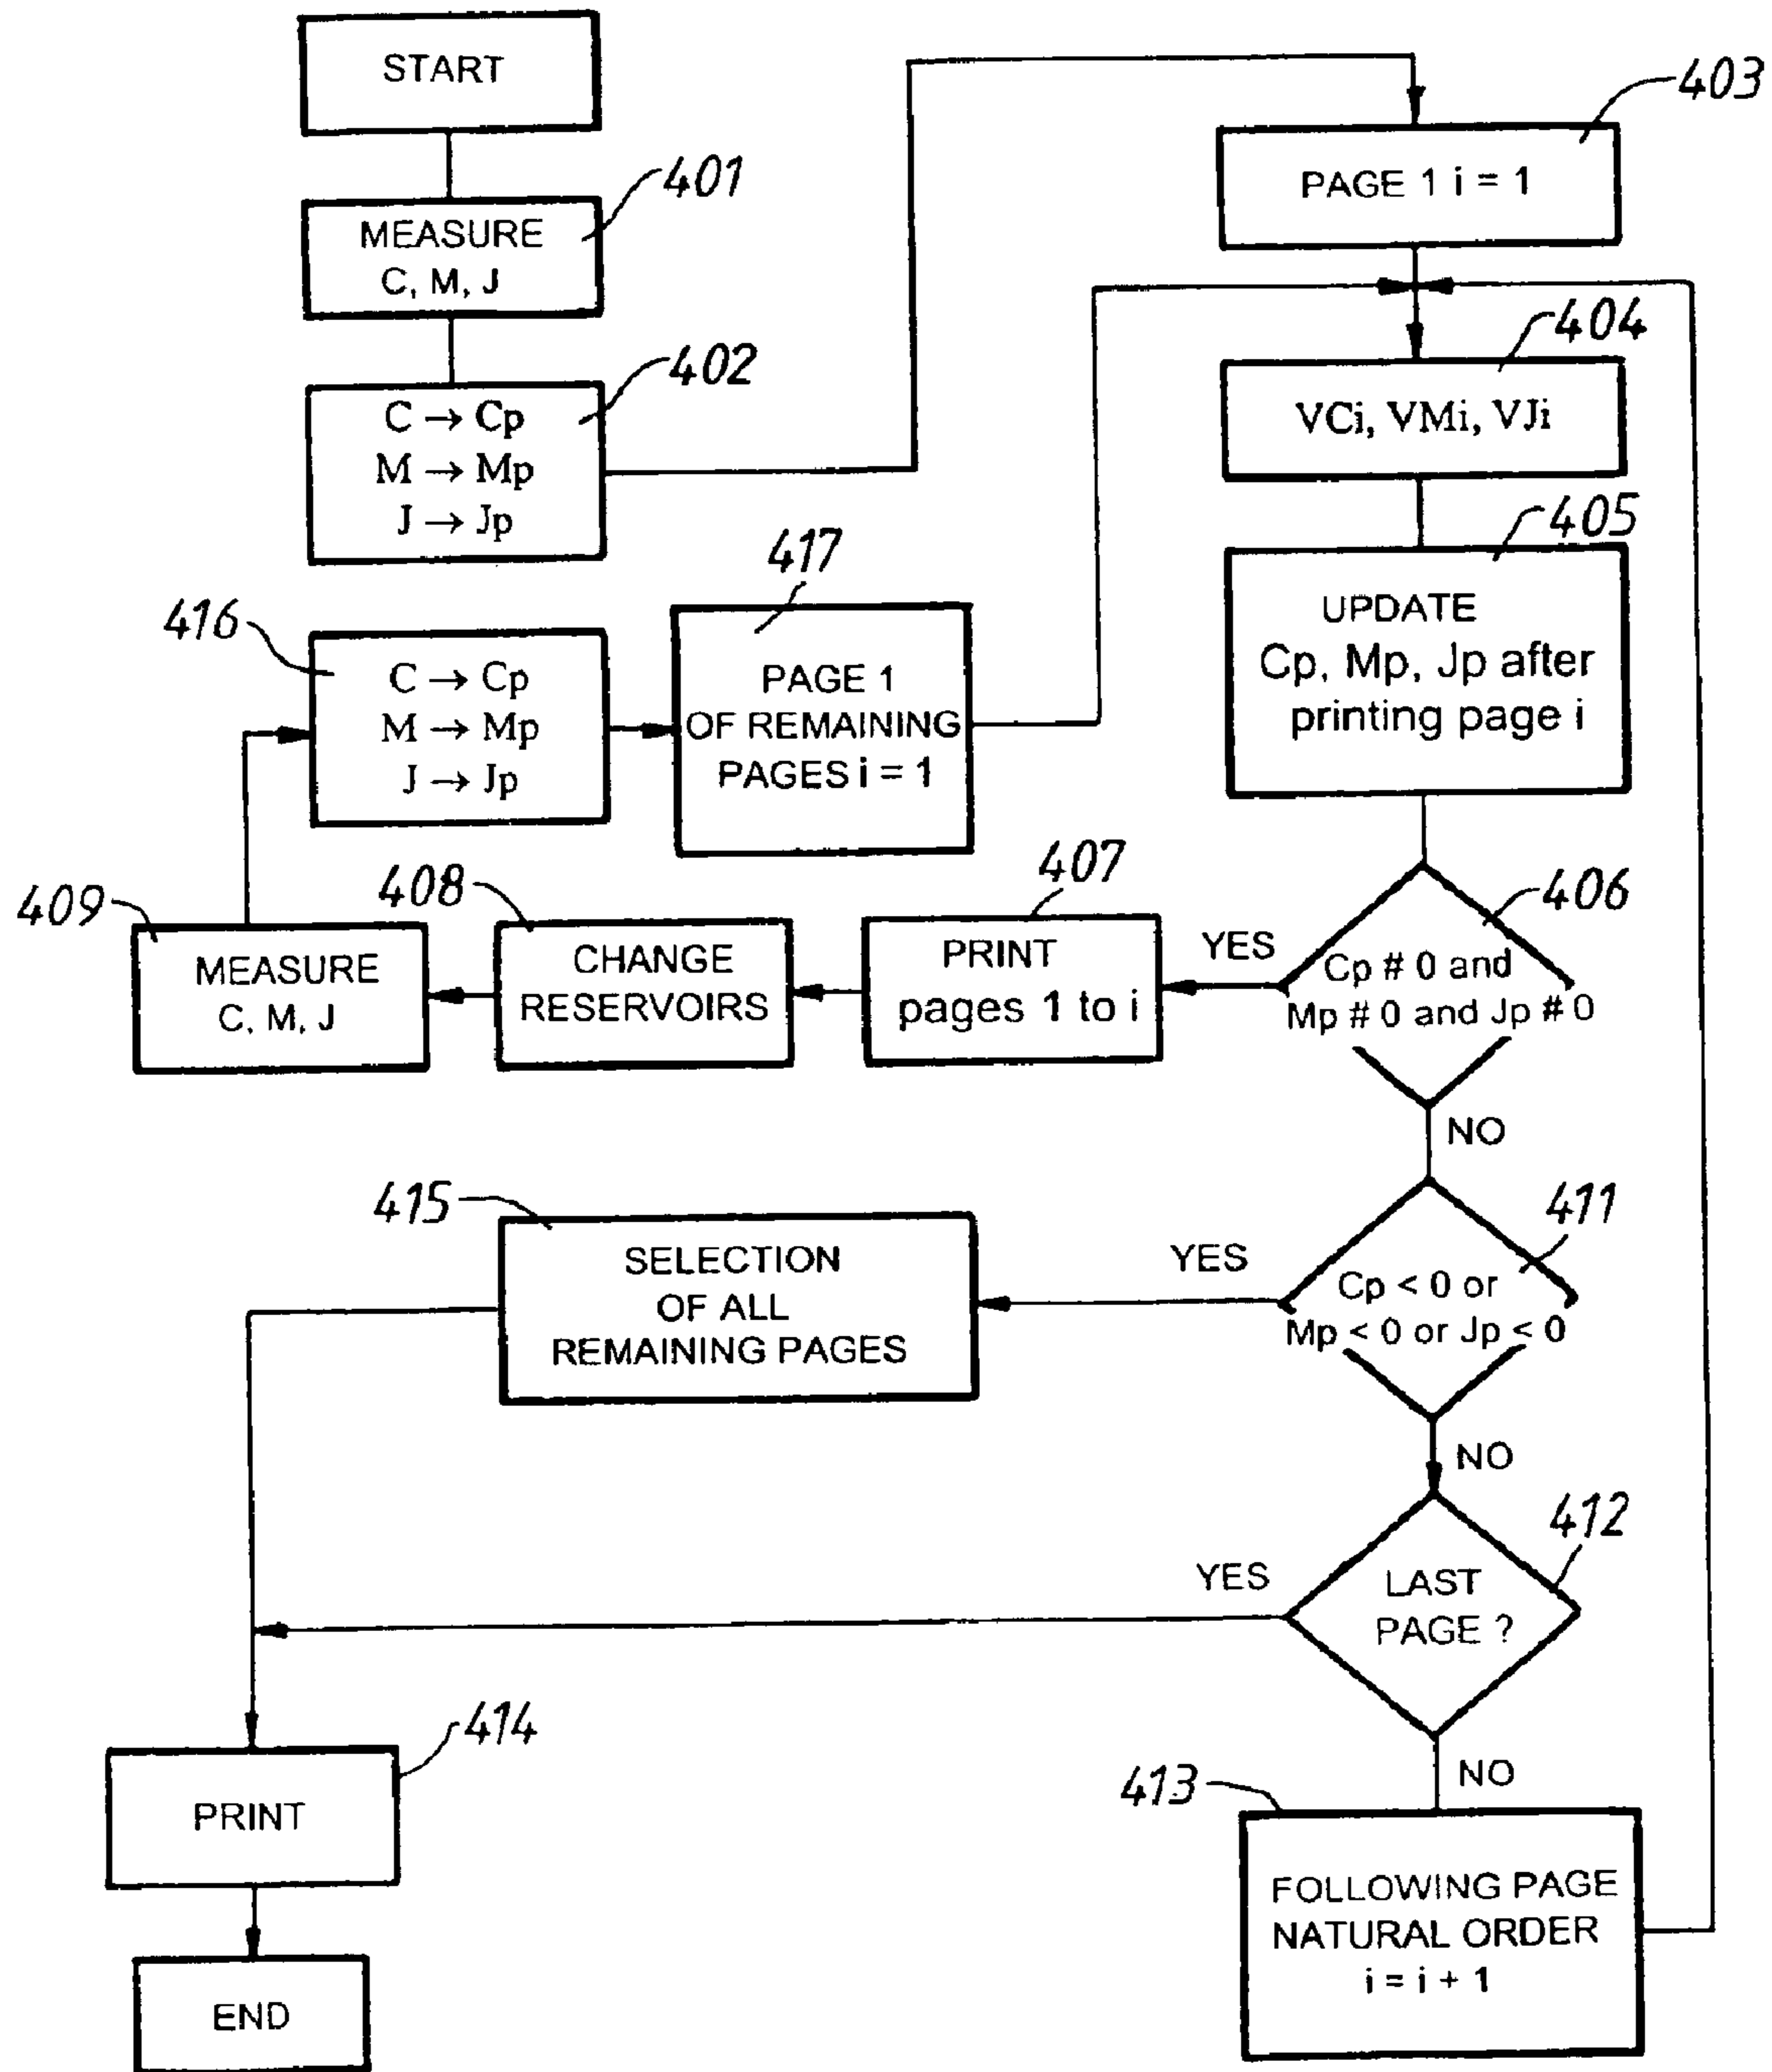 START
401
MEASURE
C, M, J
402
C → Cp
M → Mp
J → Jp
403
PAGE 1 i = 1
404
VCi, VMi, VJi
405
UPDATE
Cp, Mp, Jp after
printing page i
406
Cp # 0 and
Mp # 0 and Jp # 0
YES
NO
407
PRINT
pages 1 to i
408
CHANGE
RESERVOIRS
409
MEASURE
C, M, J
416
C → Cp
M → Mp
J → Jp
417
PAGE 1
OF REMAINING
PAGES i = 1
411
Cp < 0 or
Mp < 0 or Jp < 0
YES
NO
415
SELECTION
OF ALL
REMAINING PAGES
412
LAST
PAGE ?
YES
NO
413
FOLLOWING PAGE
NATURAL ORDER
i = i + 1
414
PRINT
END